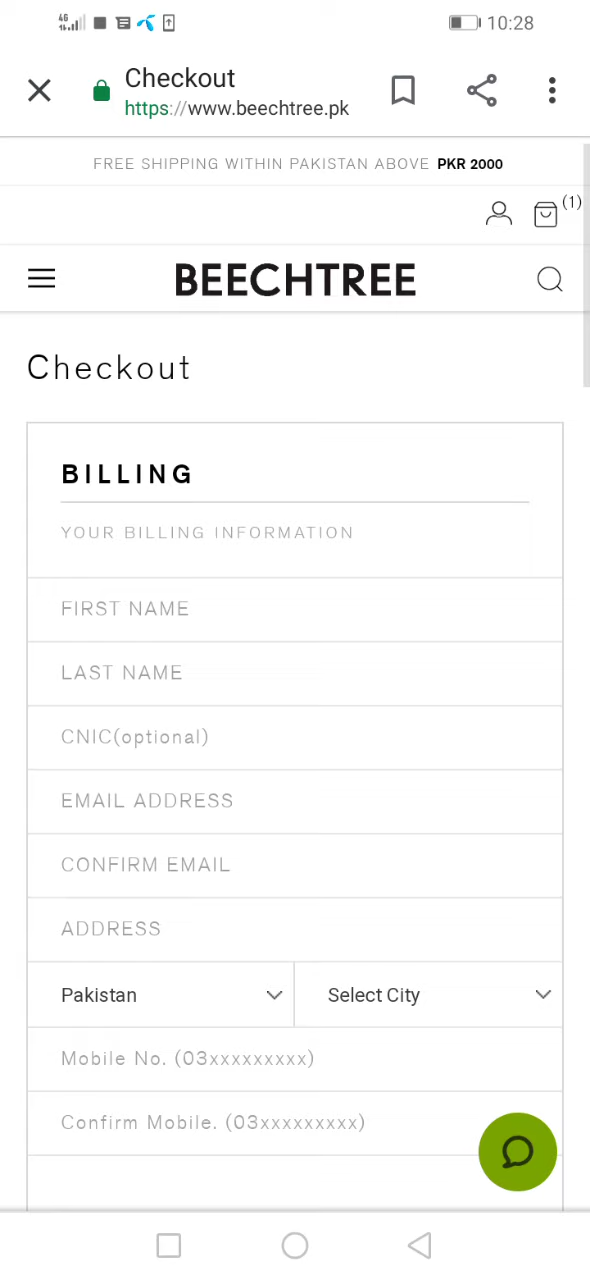 4G 10:28
Checkout
https://www.beechtree.pk
FREE SHIPPING WITHIN PAKISTAN ABOVE PKR 2000
(1)
BEECHTREE
Checkout
BILLING
YOUR BILLING INFORMATION
FIRST NAME
LAST NAME
CNIC(optional)
EMAIL ADDRESS
CONFIRM EMAIL
ADDRESS
Pakistan Select City
Mobile No. (03xxxxxxxxx)
Confirm Mobile. (03xxxxxxxxx)